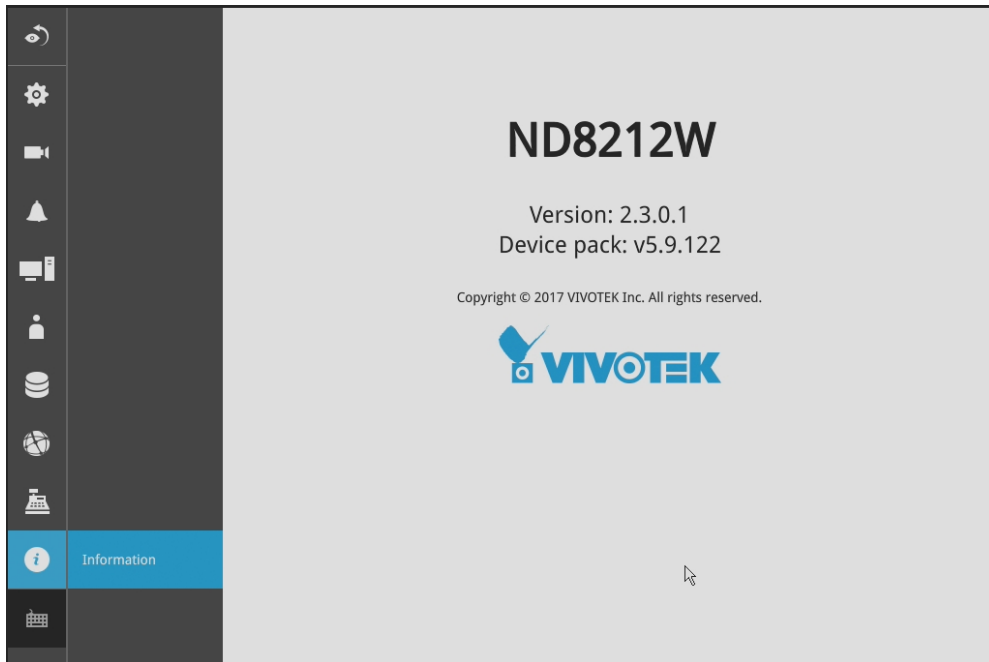 ND8212W
Version: 2.3.0.1
Device pack: v5.9.122
Copyright © 2017 VIVOTEK Inc. All rights reserved.
VIVOTEK
Information